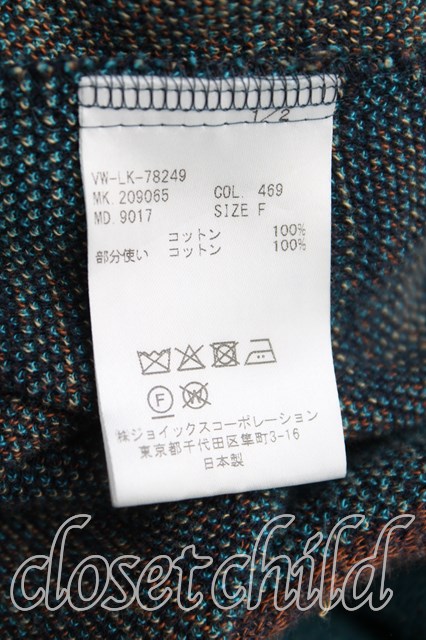 1/2
VW-LK-78249
MK.209065 COL. 469
MD.9017 SIZE F
コットン 100%
部分使い コットン 100%
F W
㈱ジョイックスコーポレーション
東京都千代田区隼町3-16
日本製
closet child